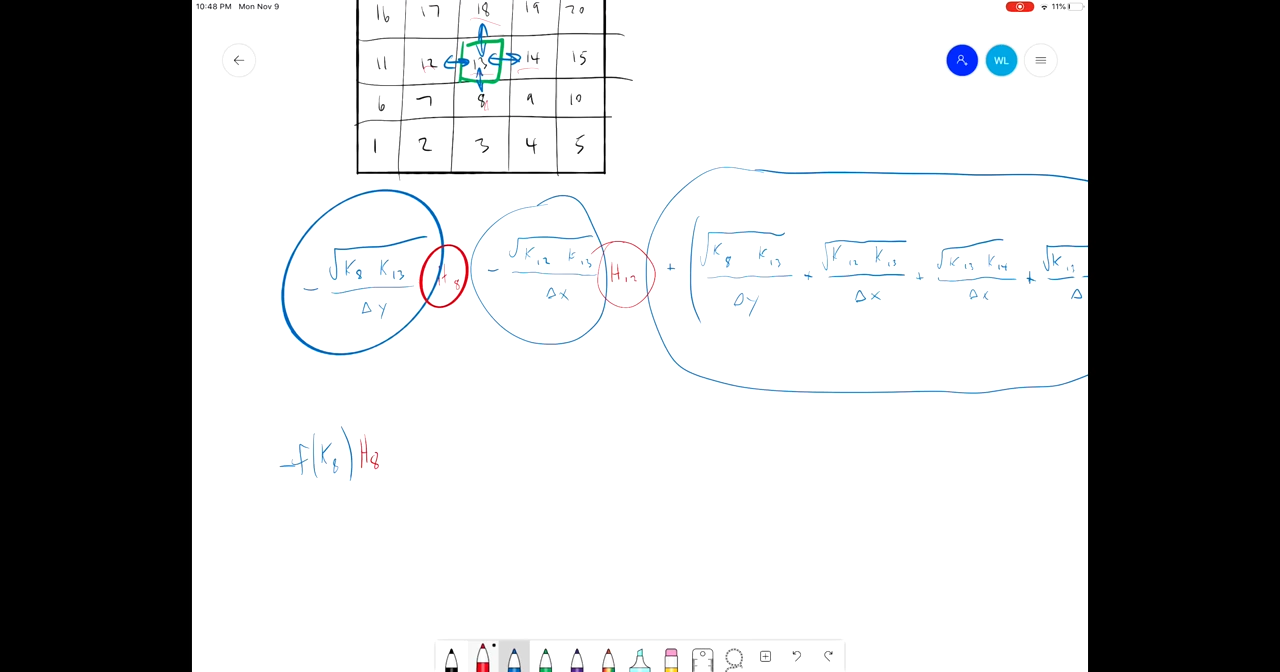 10:48 PM Mon Nov 9 11%
WL
16 17 18 19 20
11 12 13 14 15
6 7 8 9 10
1 2 3 4 5
- √K₈ K₁₃ / Δy H₈ - √K₁₂ K₁₃ / Δx H₁₂ + ( √K₈ K₁₃ / Δy + √K₁₂ K₁₃ / Δx + √K₁₃ K₁₄ / Δx + √K₁₃ / Δ
-f(K₈) H₈